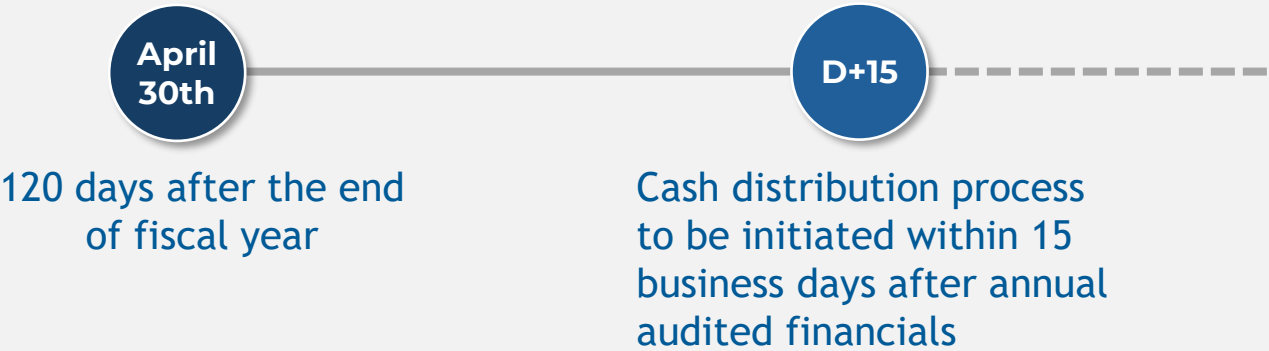 April
30th
D+15
120 days after the end
of fiscal year
Cash distribution process
to be initiated within 15
business days after annual
audited financials